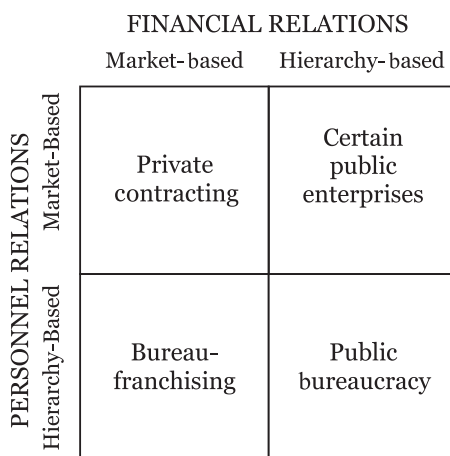 FINANCIAL RELATIONS
Market-based Hierarchy-based
PERSONNEL RELATIONS
Market-Based
Private
contracting
Certain
public
enterprises
Hierarchy-Based
Bureau-
franchising
Public
bureaucracy